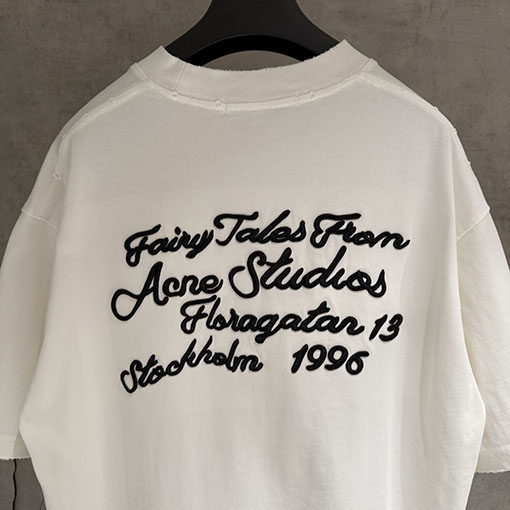 Fairy Tales From
Acne Studios
Floragatan 13
Stockholm 1996